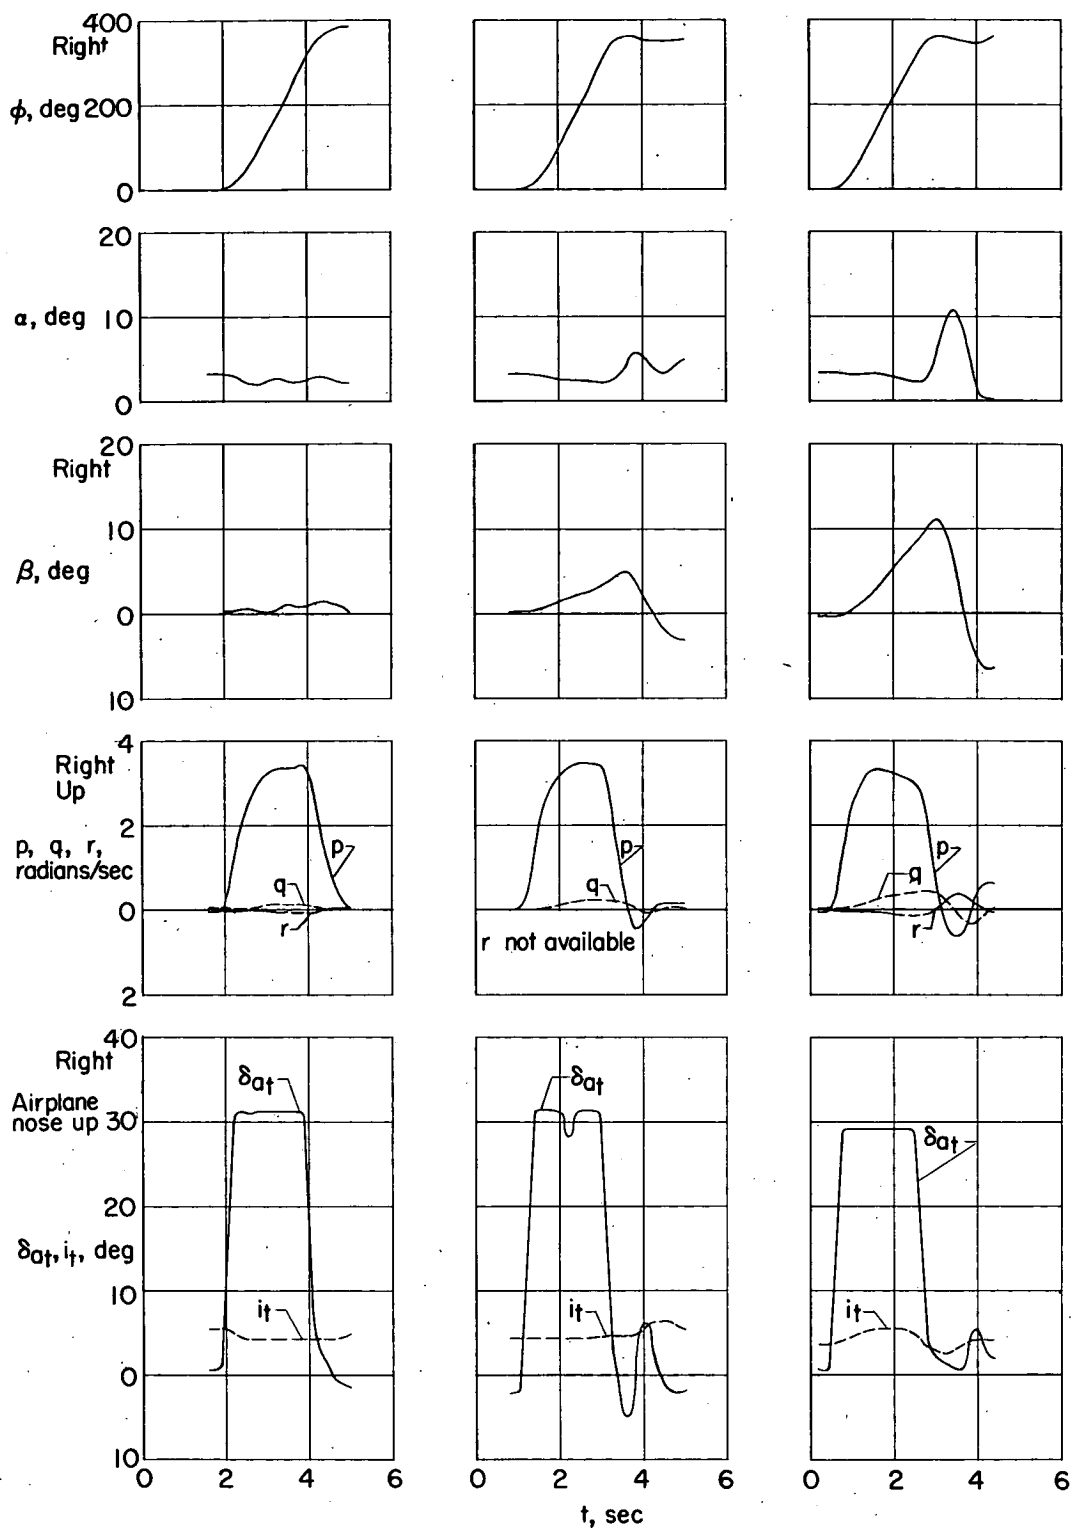 400
Right
φ, deg 200
0
20
α, deg 10
0
20
Right
10
β, deg
0
10
4
Right
Up
2
p, q, r,
radians/sec
0
2
p
q
r
p
q
r not available
p
q
r
40
Right
Airplane
nose up 30
20
δat, it, deg
10
0
10
δat
it
δat
it
δat
it
0 2 4 6
0 2 4 6
0 2 4 6
t, sec